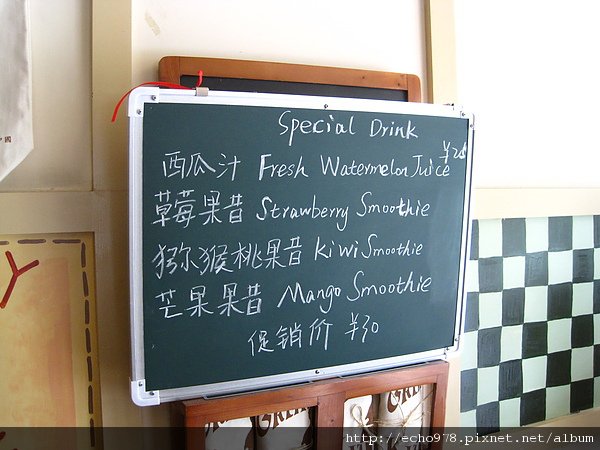 Special Drink
西瓜汁 Fresh Watermelon Juice
草莓果昔 Strawberry Smoothie
猕猴桃果昔 Kiwi Smoothie
芒果果昔 Mango Smoothie
促销价 ¥30
http://echo978.pixnet.net/album